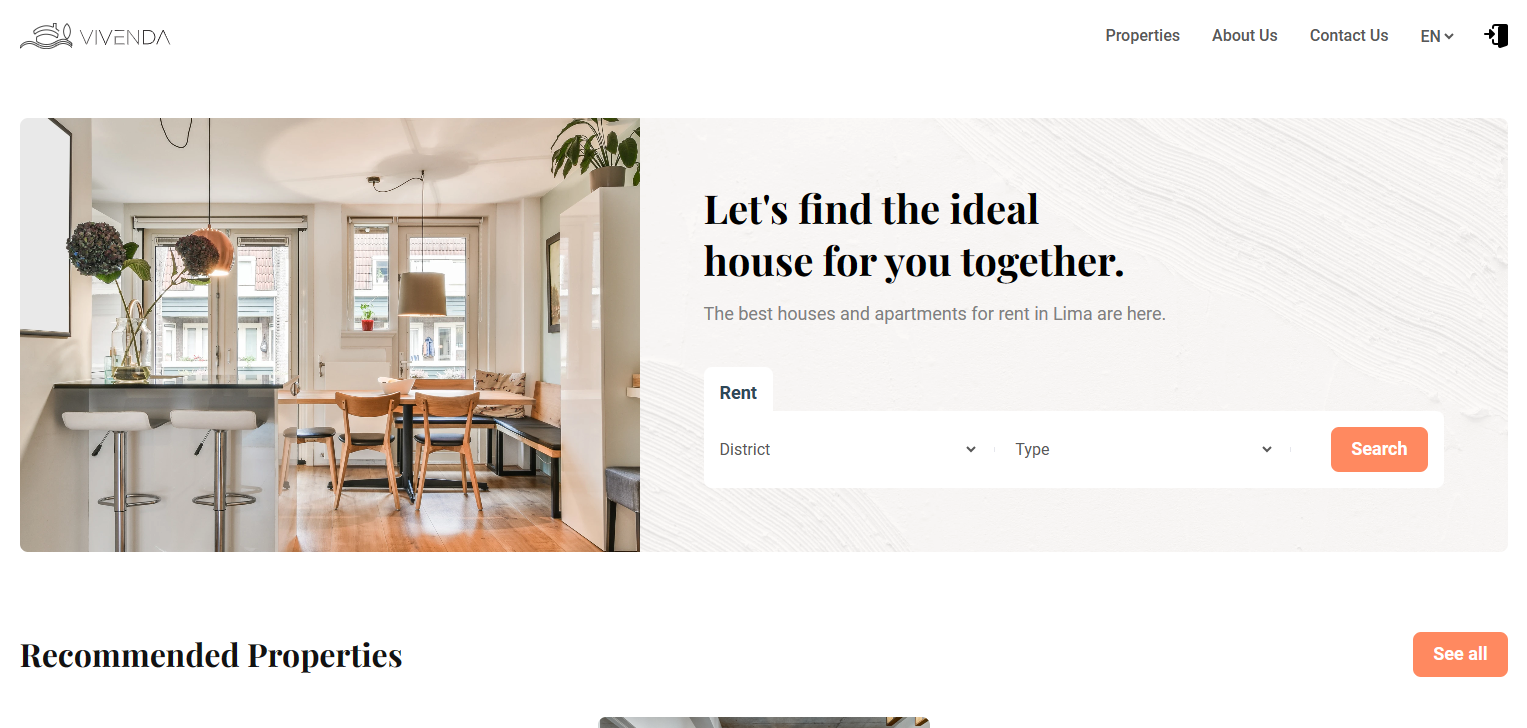 VIVENDA
Properties
About Us
Contact Us
EN
Let's find the ideal
house for you together.
The best houses and apartments for rent in Lima are here.
Rent
District
Type
Search
Recommended Properties
See all